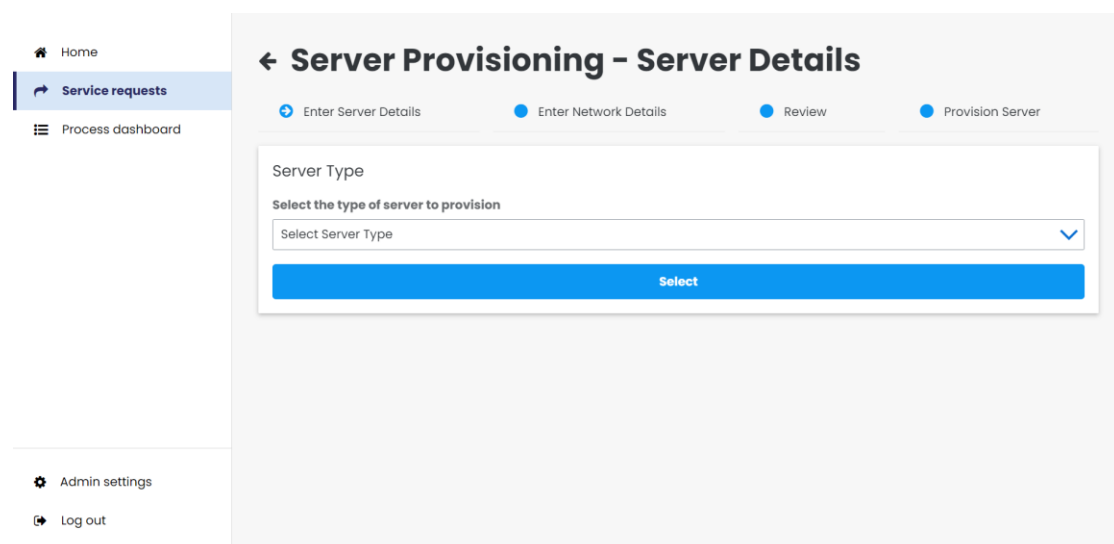 Home
Service requests
Process dashboard
Admin settings
Log out
Server Provisioning - Server Details
Enter Server Details
Enter Network Details
Review
Provision Server
Server Type
Select the type of server to provision
Select Server Type
Select